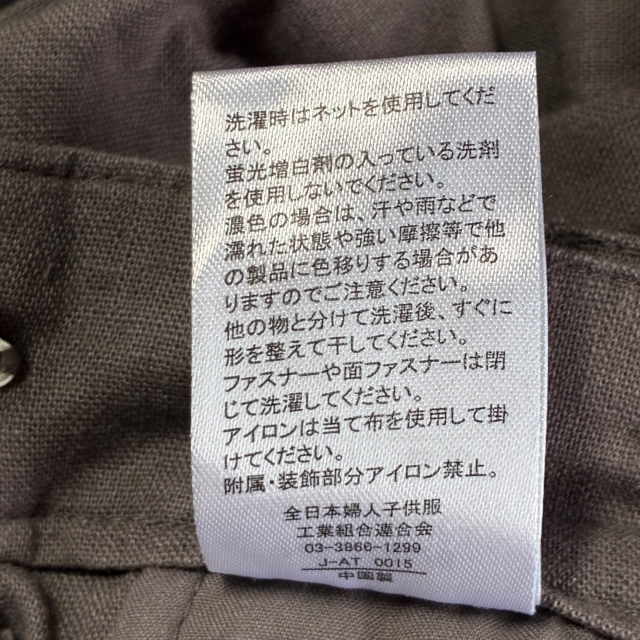 洗濯時はネットを使用してくだ
さい。
蛍光増白剤の入っている洗剤
を使用しないでください。
濃色の場合は、汗や雨などで
濡れた状態や強い摩擦等で他
の製品に色移りする場合があ
りますのでご注意ください。
他の物と分けて洗濯後、すぐに
形を整えて干してください。
ファスナーや面ファスナーは閉
じて洗濯してください。
アイロンは当て布を使用して掛
けてください。
附属・装飾部分アイロン禁止。
全日本婦人子供服
工業組合連合会
03-3866-1299
J-AT 0015
中国製